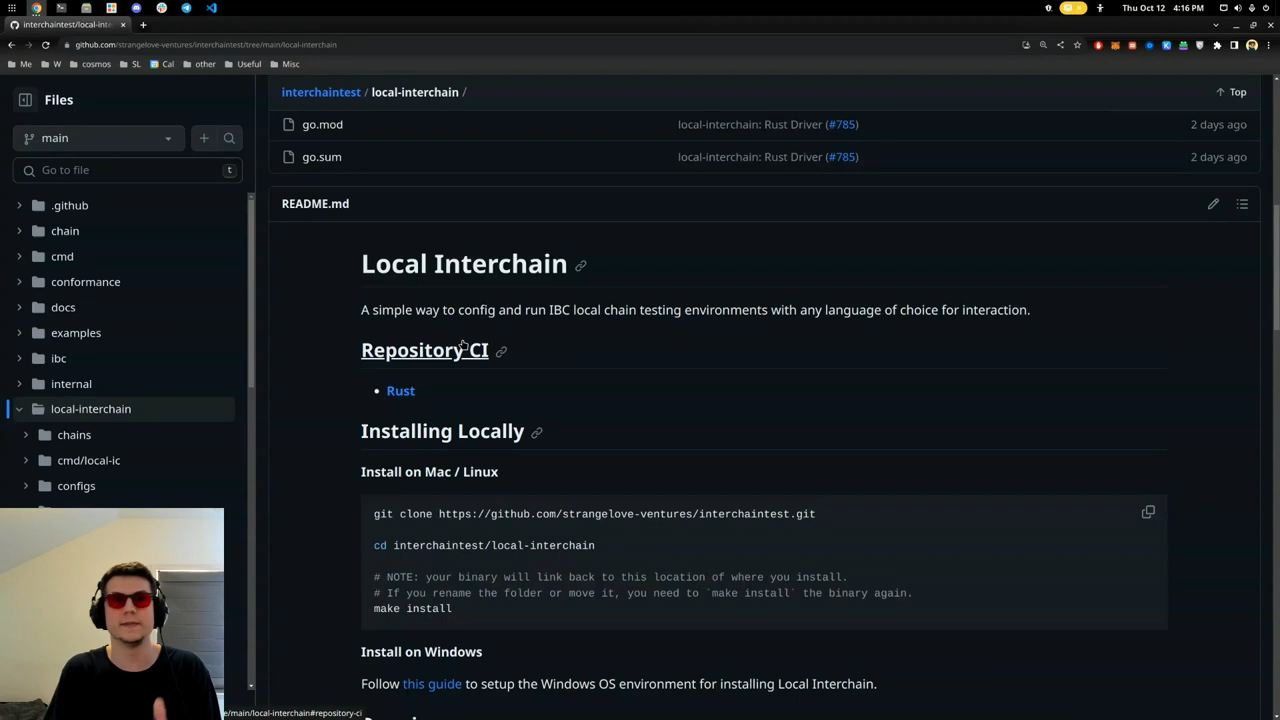 Thu Oct 12 4:16 PM
interchaintest/local-inte
github.com/strangelove-ventures/interchaintest/tree/main/local-interchain
Me W cosmos SL Cal other Useful Misc
Files
interchaintest / local-interchain /
Top
main
go.mod local-interchain: Rust Driver (#785) 2 days ago
go.sum local-interchain: Rust Driver (#785) 2 days ago
Go to file t
.github
chain
cmd
conformance
docs
examples
ibc
internal
local-interchain
chains
cmd/local-ic
configs
README.md
Local Interchain
A simple way to config and run IBC local chain testing environments with any language of choice for interaction.
Repository CI
Rust
Installing Locally
Install on Mac / Linux
git clone https://github.com/strangelove-ventures/interchaintest.git
cd interchaintest/local-interchain
# NOTE: your binary will link back to this location of where you install.
# If you rename the folder or move it, you need to `make install` the binary again.
make install
Install on Windows
Follow this guide to setup the Windows OS environment for installing Local Interchain.
e/main/local-interchain#repository-ci